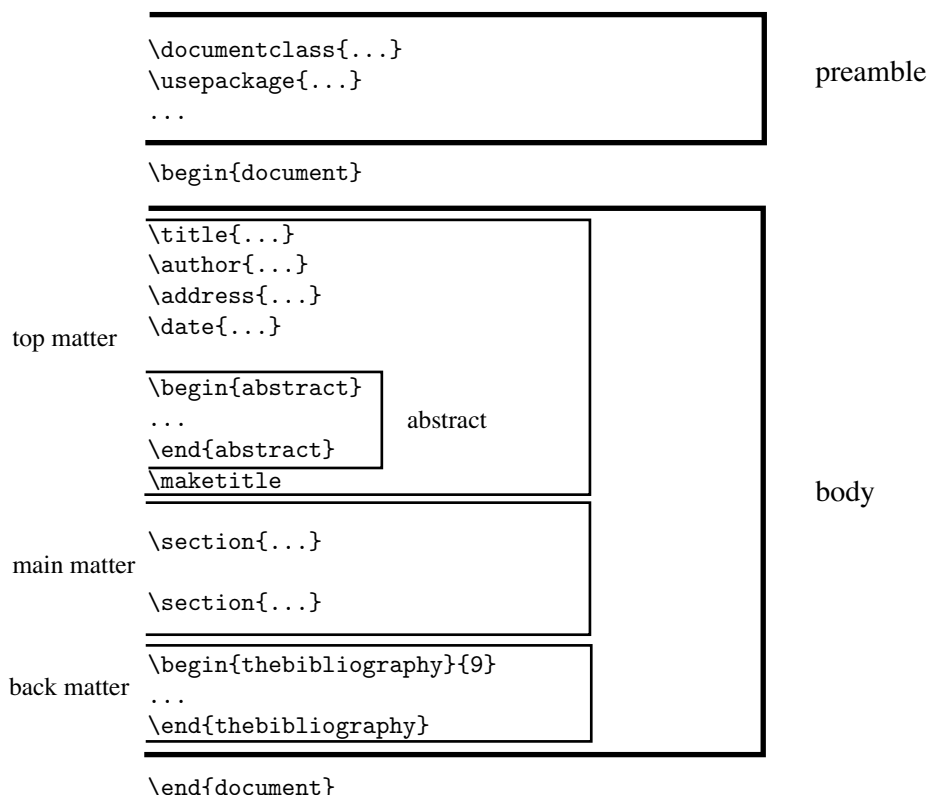 \documentclass{...}
\usepackage{...}
preamble
...
\begin{document}
\title{...}
\author{...}
\address{...}
\date{...}
top matter
\begin{abstract}
...
abstract
\end{abstract}
\maketitle
body
\section{...}
main matter
\section{...}
\begin{thebibliography}{9}
back matter
...
\end{thebibliography}
\end{document}